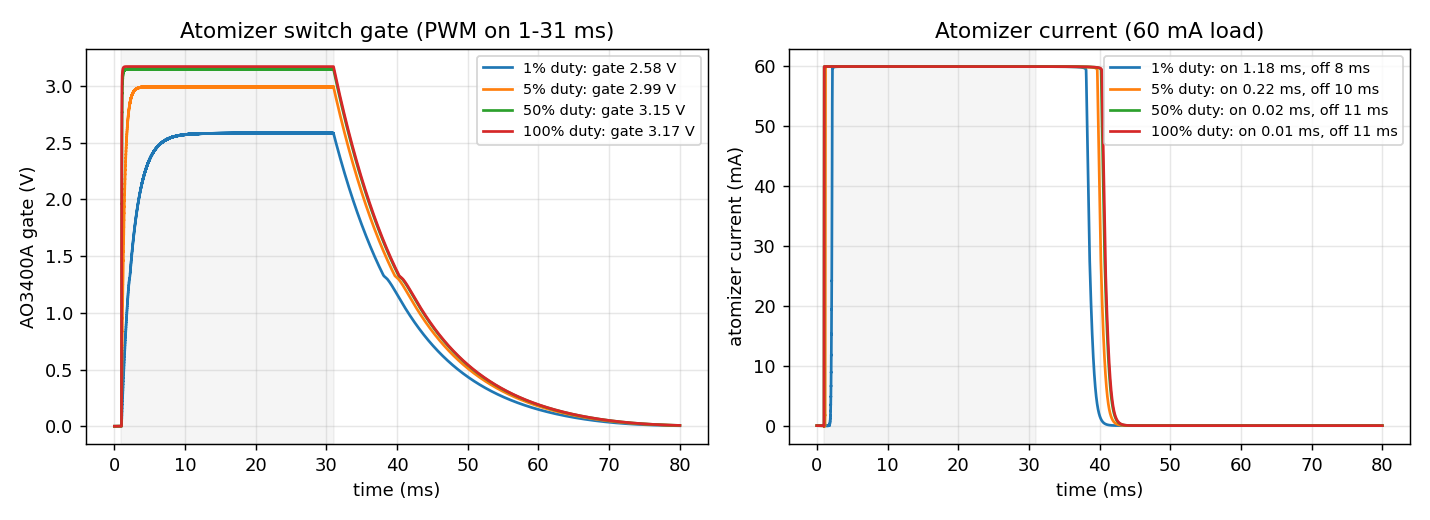 Atomizer switch gate (PWM on 1-31 ms)
AO3400A gate (V)
3.0
2.5
2.0
1.5
1.0
0.5
0.0
1% duty: gate 2.58 V
5% duty: gate 2.99 V
50% duty: gate 3.15 V
100% duty: gate 3.17 V
0 10 20 30 40 50 60 70 80
time (ms)
Atomizer current (60 mA load)
atomizer current (mA)
60
50
40
30
20
10
0
1% duty: on 1.18 ms, off 8 ms
5% duty: on 0.22 ms, off 10 ms
50% duty: on 0.02 ms, off 11 ms
100% duty: on 0.01 ms, off 11 ms
0 10 20 30 40 50 60 70 80
time (ms)